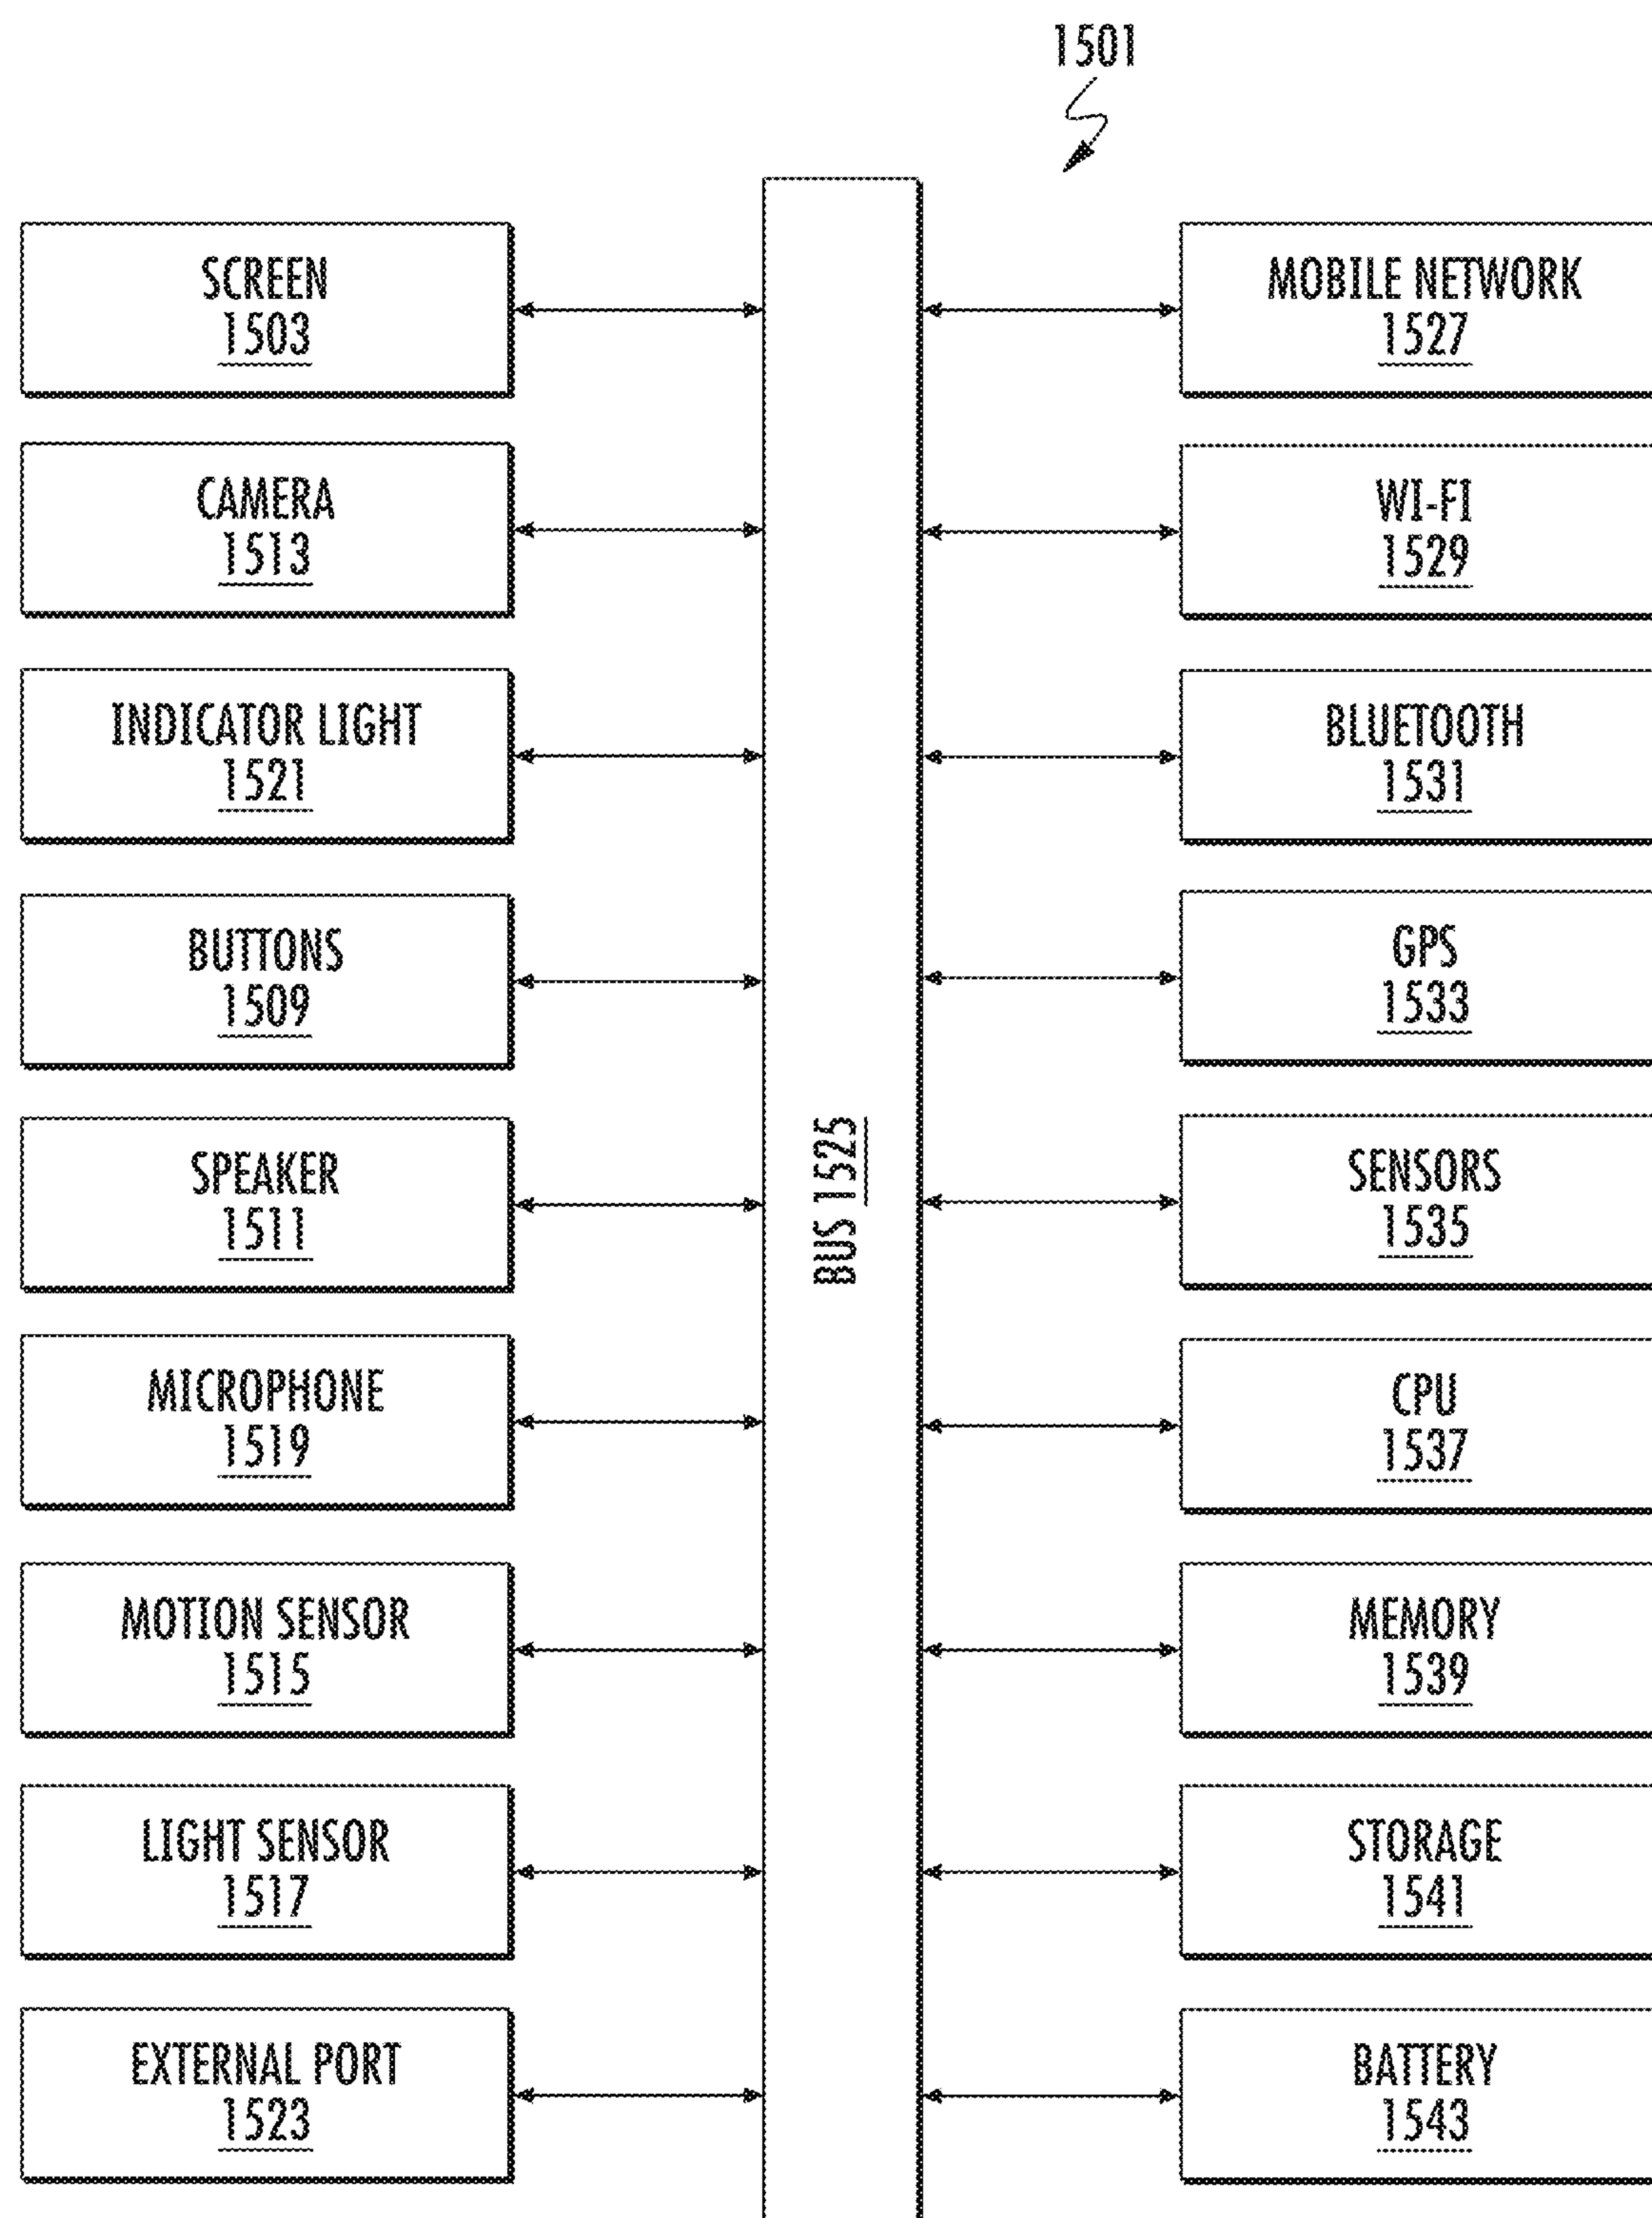 1501
SCREEN
1503
CAMERA
1513
INDICATOR LIGHT
1521
BUTTONS
1509
SPEAKER
1511
MICROPHONE
1519
MOTION SENSOR
1515
LIGHT SENSOR
1517
EXTERNAL PORT
1523
BUS 1525
MOBILE NETWORK
1527
WI-FI
1529
BLUETOOTH
1531
GPS
1533
SENSORS
1535
CPU
1537
MEMORY
1539
STORAGE
1541
BATTERY
1543